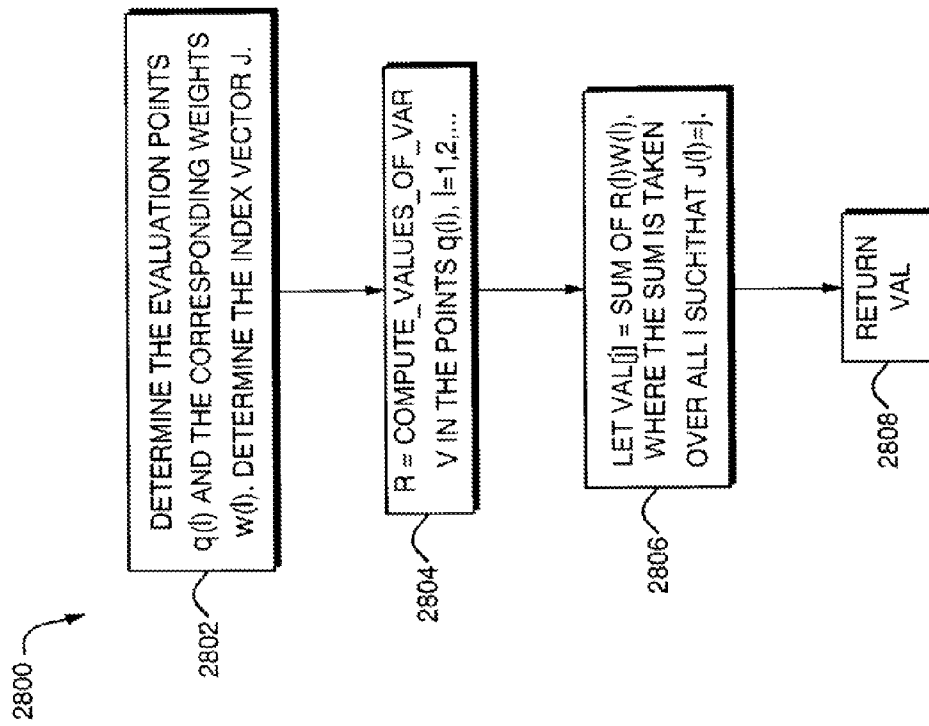 2800
DETERMINE THE EVALUATION POINTS
q(I) AND THE CORRESPONDING WEIGHTS
w(I). DETERMINE THE INDEX VECTOR J.
2802
R = COMPUTE_VALUES_OF_VAR
V IN THE POINTS q(I), I=1,2,...
2804
LET VAL[j] = SUM OF R(I)W(I),
WHERE THE SUM IS TAKEN
OVER ALL I SUCHTHAT J(I)=j.
2806
RETURN
VAL
2808